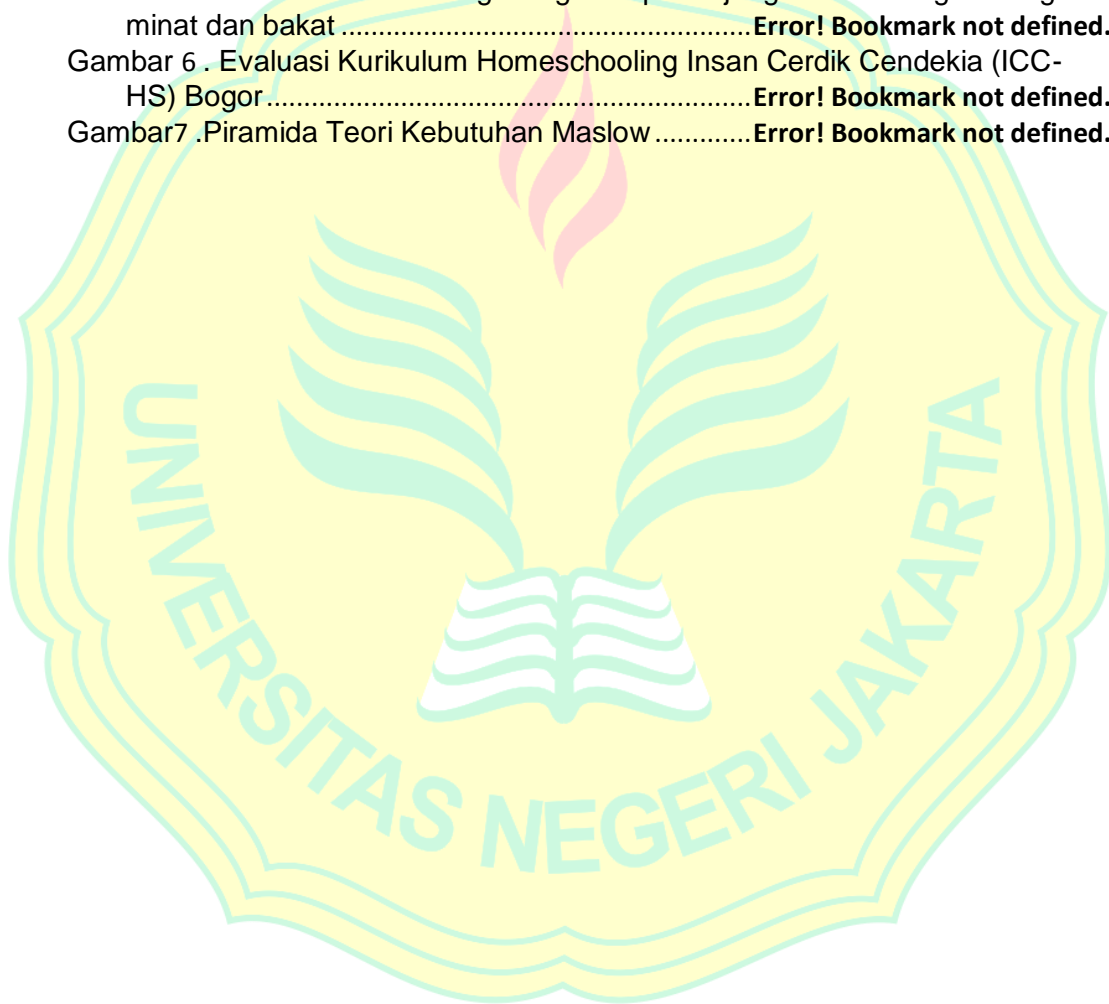 minat dan bakat ........................................................Error! Bookmark not defined.
Gambar 6 . Evaluasi Kurikulum Homeschooling Insan Cerdik Cendekia (ICC-
HS) Bogor .................................................................Error! Bookmark not defined.
Gambar7 .Piramida Teori Kebutuhan Maslow .............Error! Bookmark not defined.
UNIVERSITAS NEGERI JAKARTA